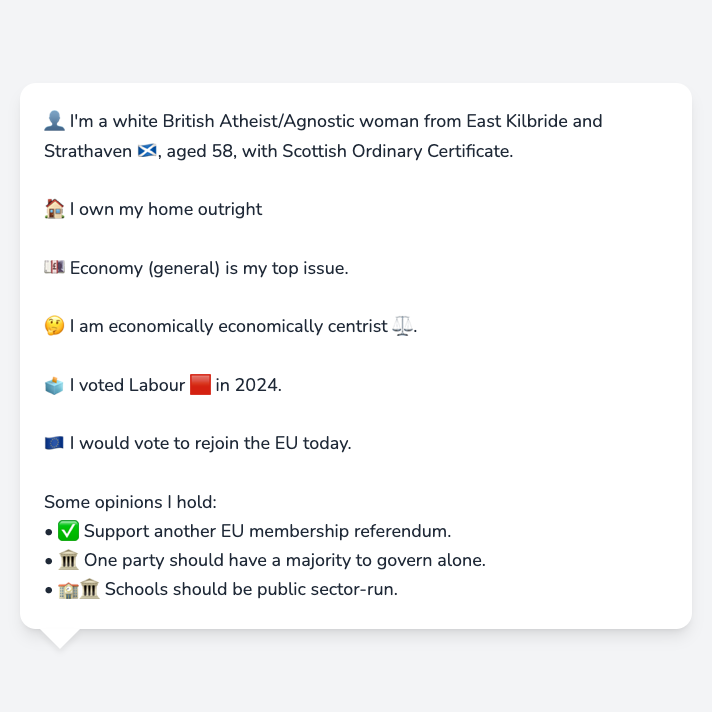 👤 I'm a white British Atheist/Agnostic woman from East Kilbride and
Strathaven 🏴󠁧󠁢󠁳󠁣󠁴󠁿, aged 58, with Scottish Ordinary Certificate.
🏠 I own my home outright
💷 Economy (general) is my top issue.
🤔 I am economically economically centrist ⚖️.
🗳️ I voted Labour 🟥 in 2024.
🇪🇺 I would vote to rejoin the EU today.
Some opinions I hold:
• ✅ Support another EU membership referendum.
• 🏛️ One party should have a majority to govern alone.
• 🏫🏛️ Schools should be public sector-run.